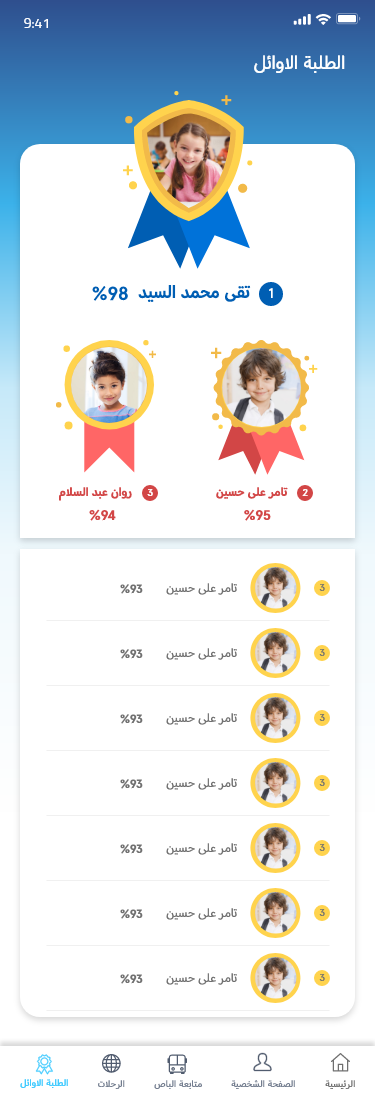 9:41
الطلبة الاوائل
1 تقى محمد السيد 98%
2 تامر على حسين
95%
3 روان عبد السلام
94%
3 تامر على حسين 93%
3 تامر على حسين 93%
3 تامر على حسين 93%
3 تامر على حسين 93%
3 تامر على حسين 93%
3 تامر على حسين 93%
3 تامر على حسين 93%
الرئيسية
الصفحة الشخصية
متابعة الباص
الرحلات
الطلبة الاوائل